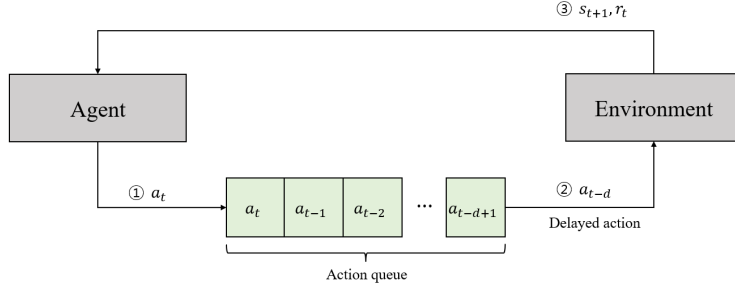 ③ s_{t+1}, r_t
Agent
Environment
① a_t
② a_{t-d}
a_t a_{t-1} a_{t-2} ⋯ a_{t-d+1}
Delayed action
Action queue